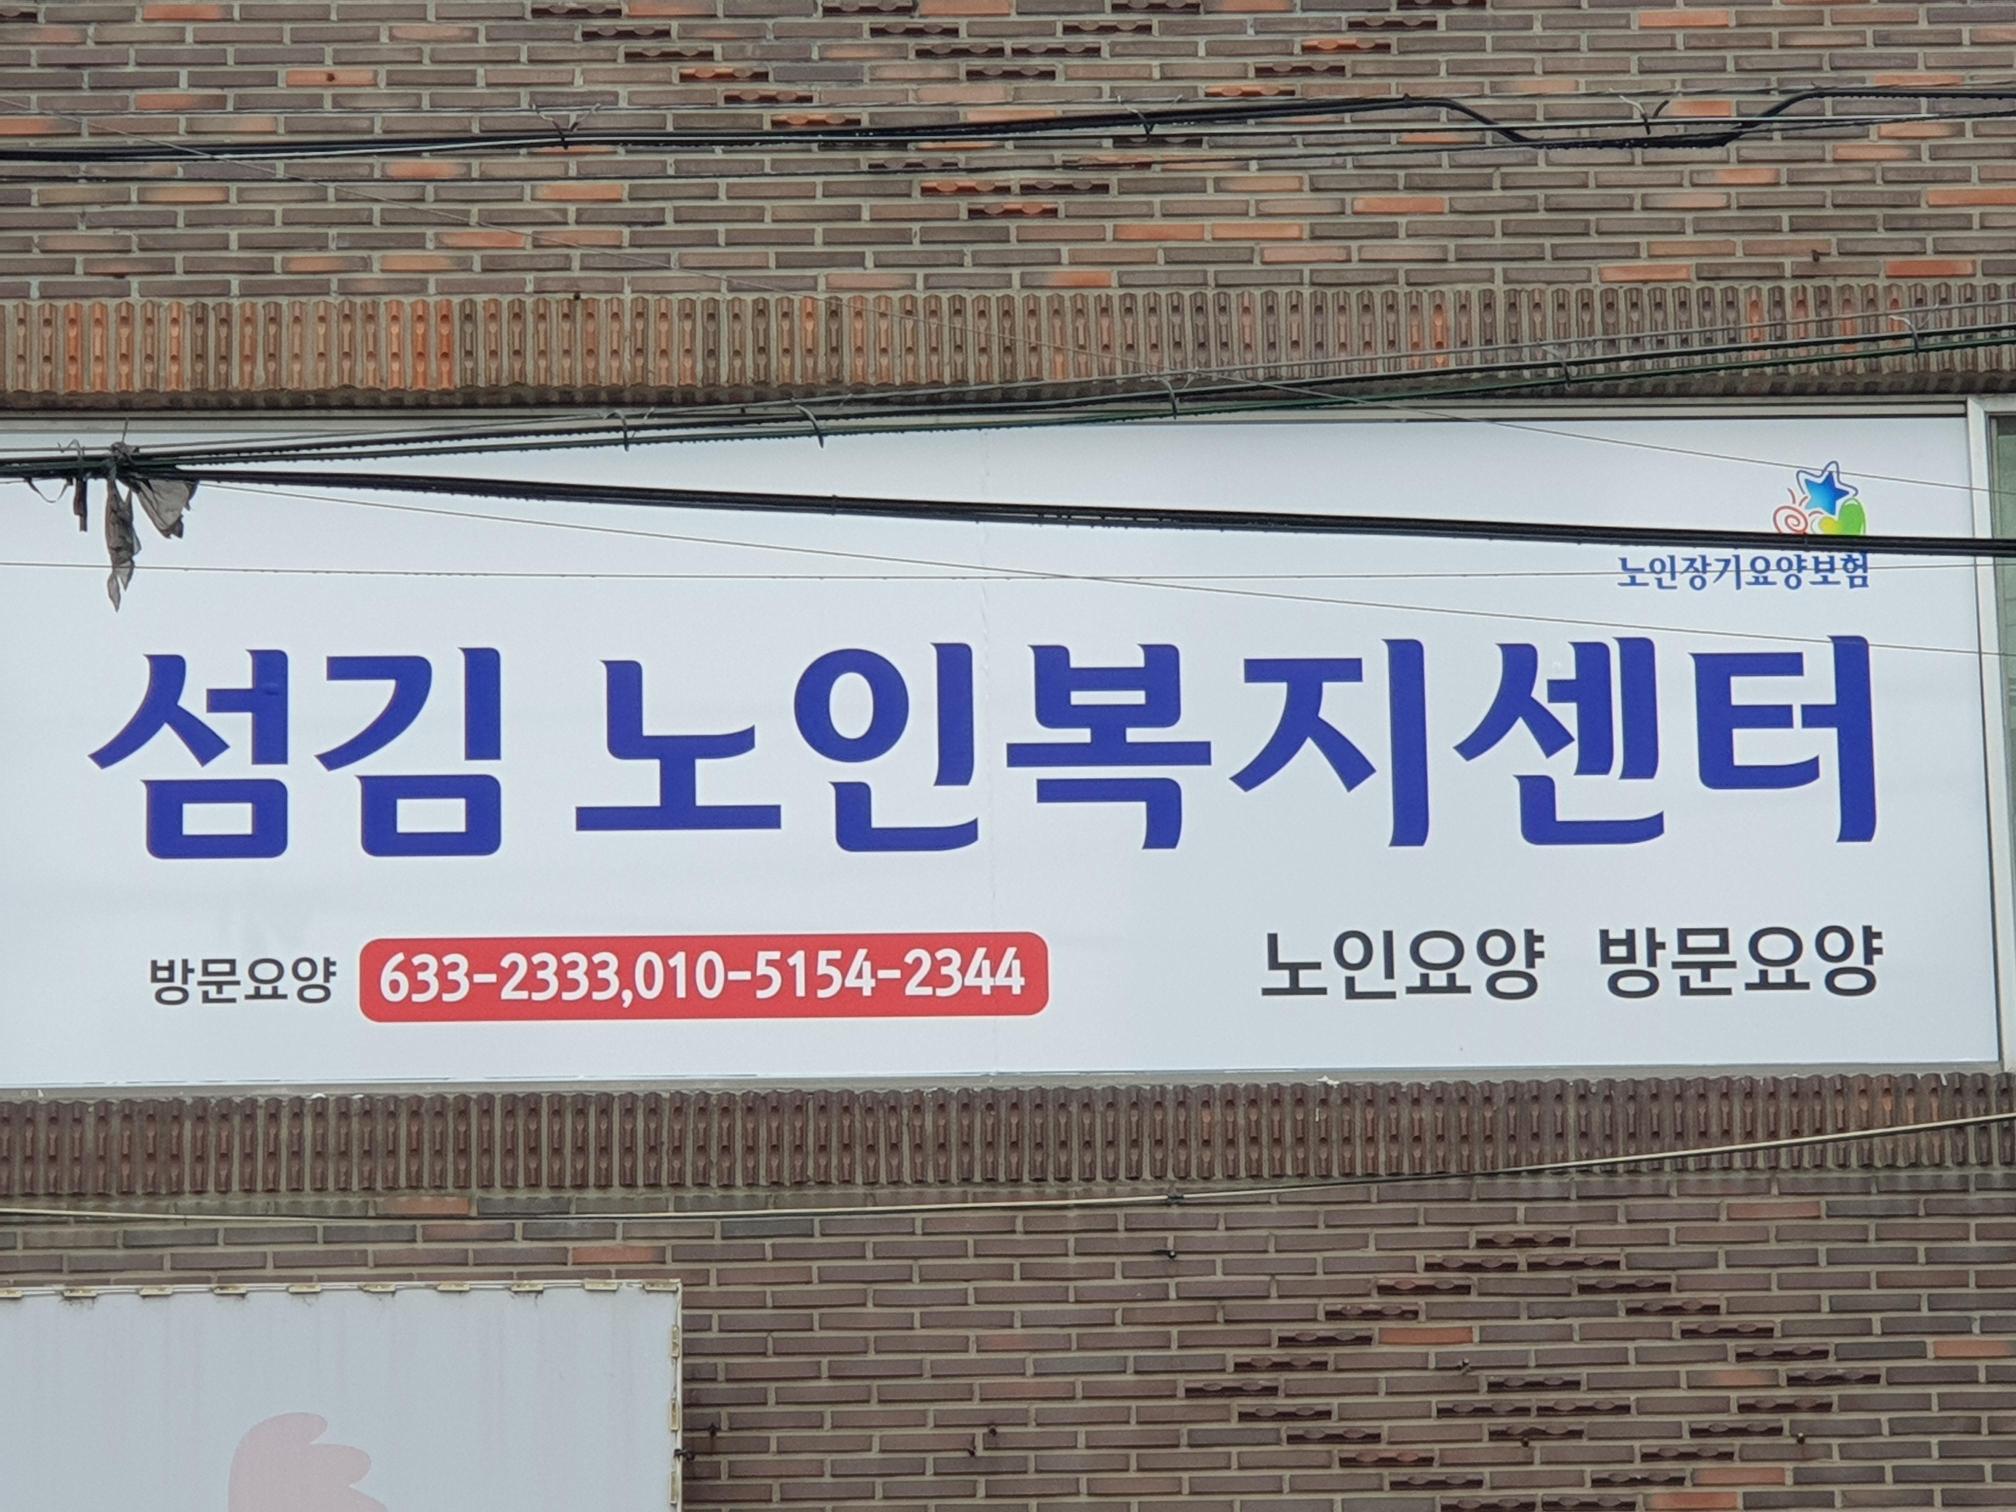 노인장기요양보험
섬김 노인복지센터
방문요양 633-2333,010-5154-2344 노인요양 방문요양